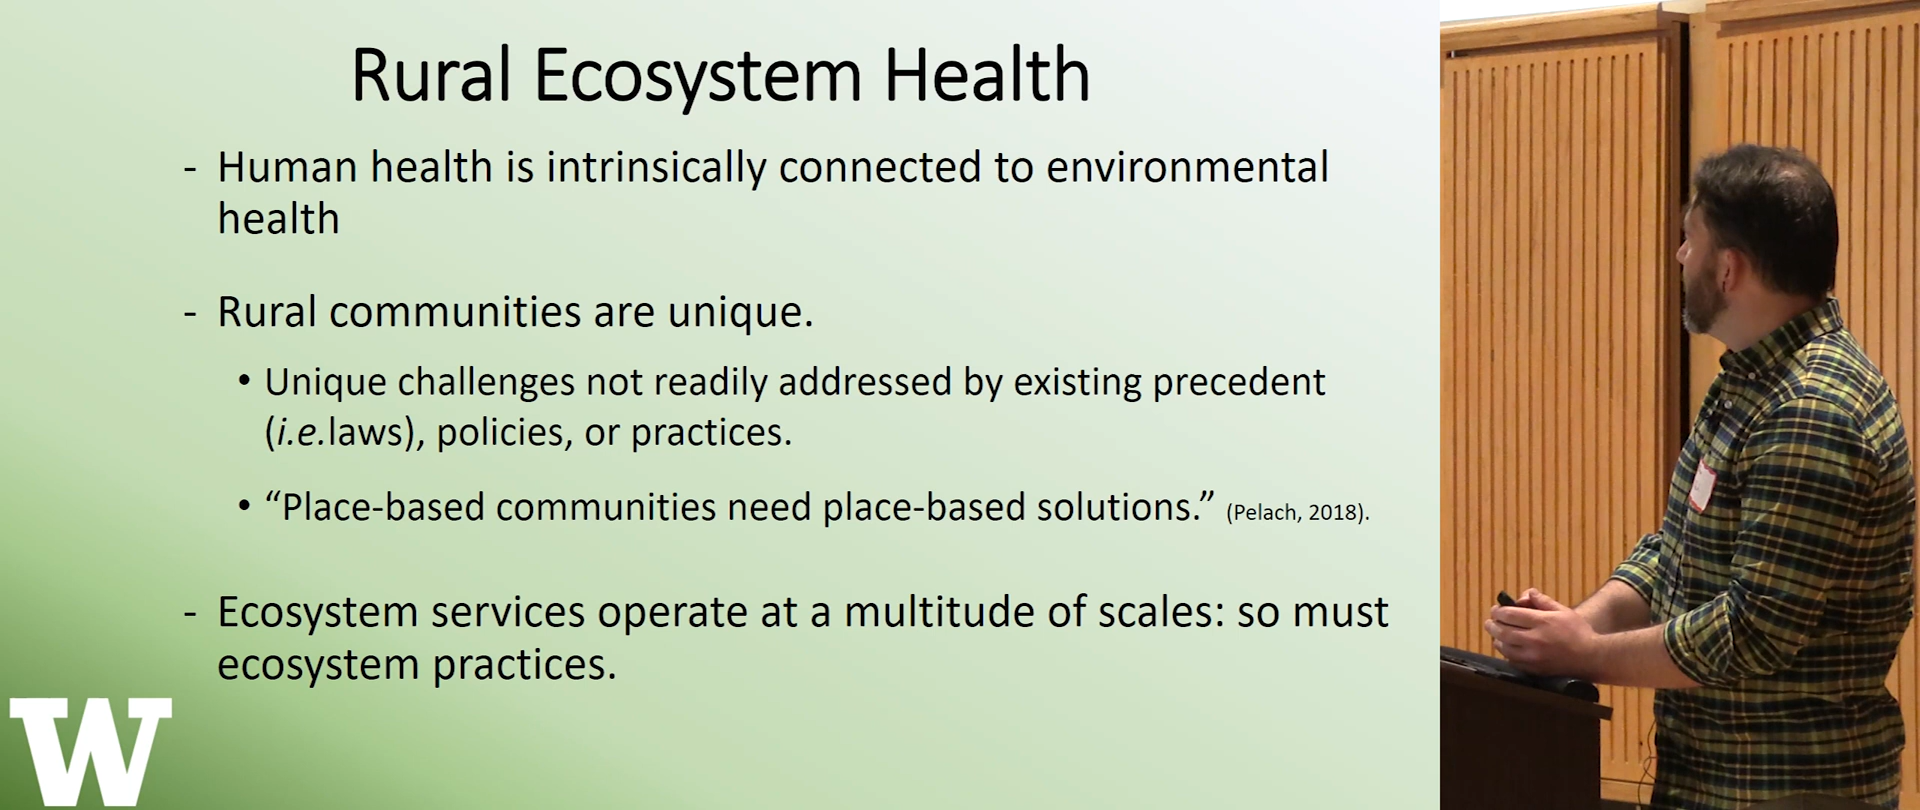 Rural Ecosystem Health
- Human health is intrinsically connected to environmental
health
- Rural communities are unique.
• Unique challenges not readily addressed by existing precedent
(i.e.laws), policies, or practices.
• “Place-based communities need place-based solutions.” (Pelach, 2018).
- Ecosystem services operate at a multitude of scales: so must
ecosystem practices.
W